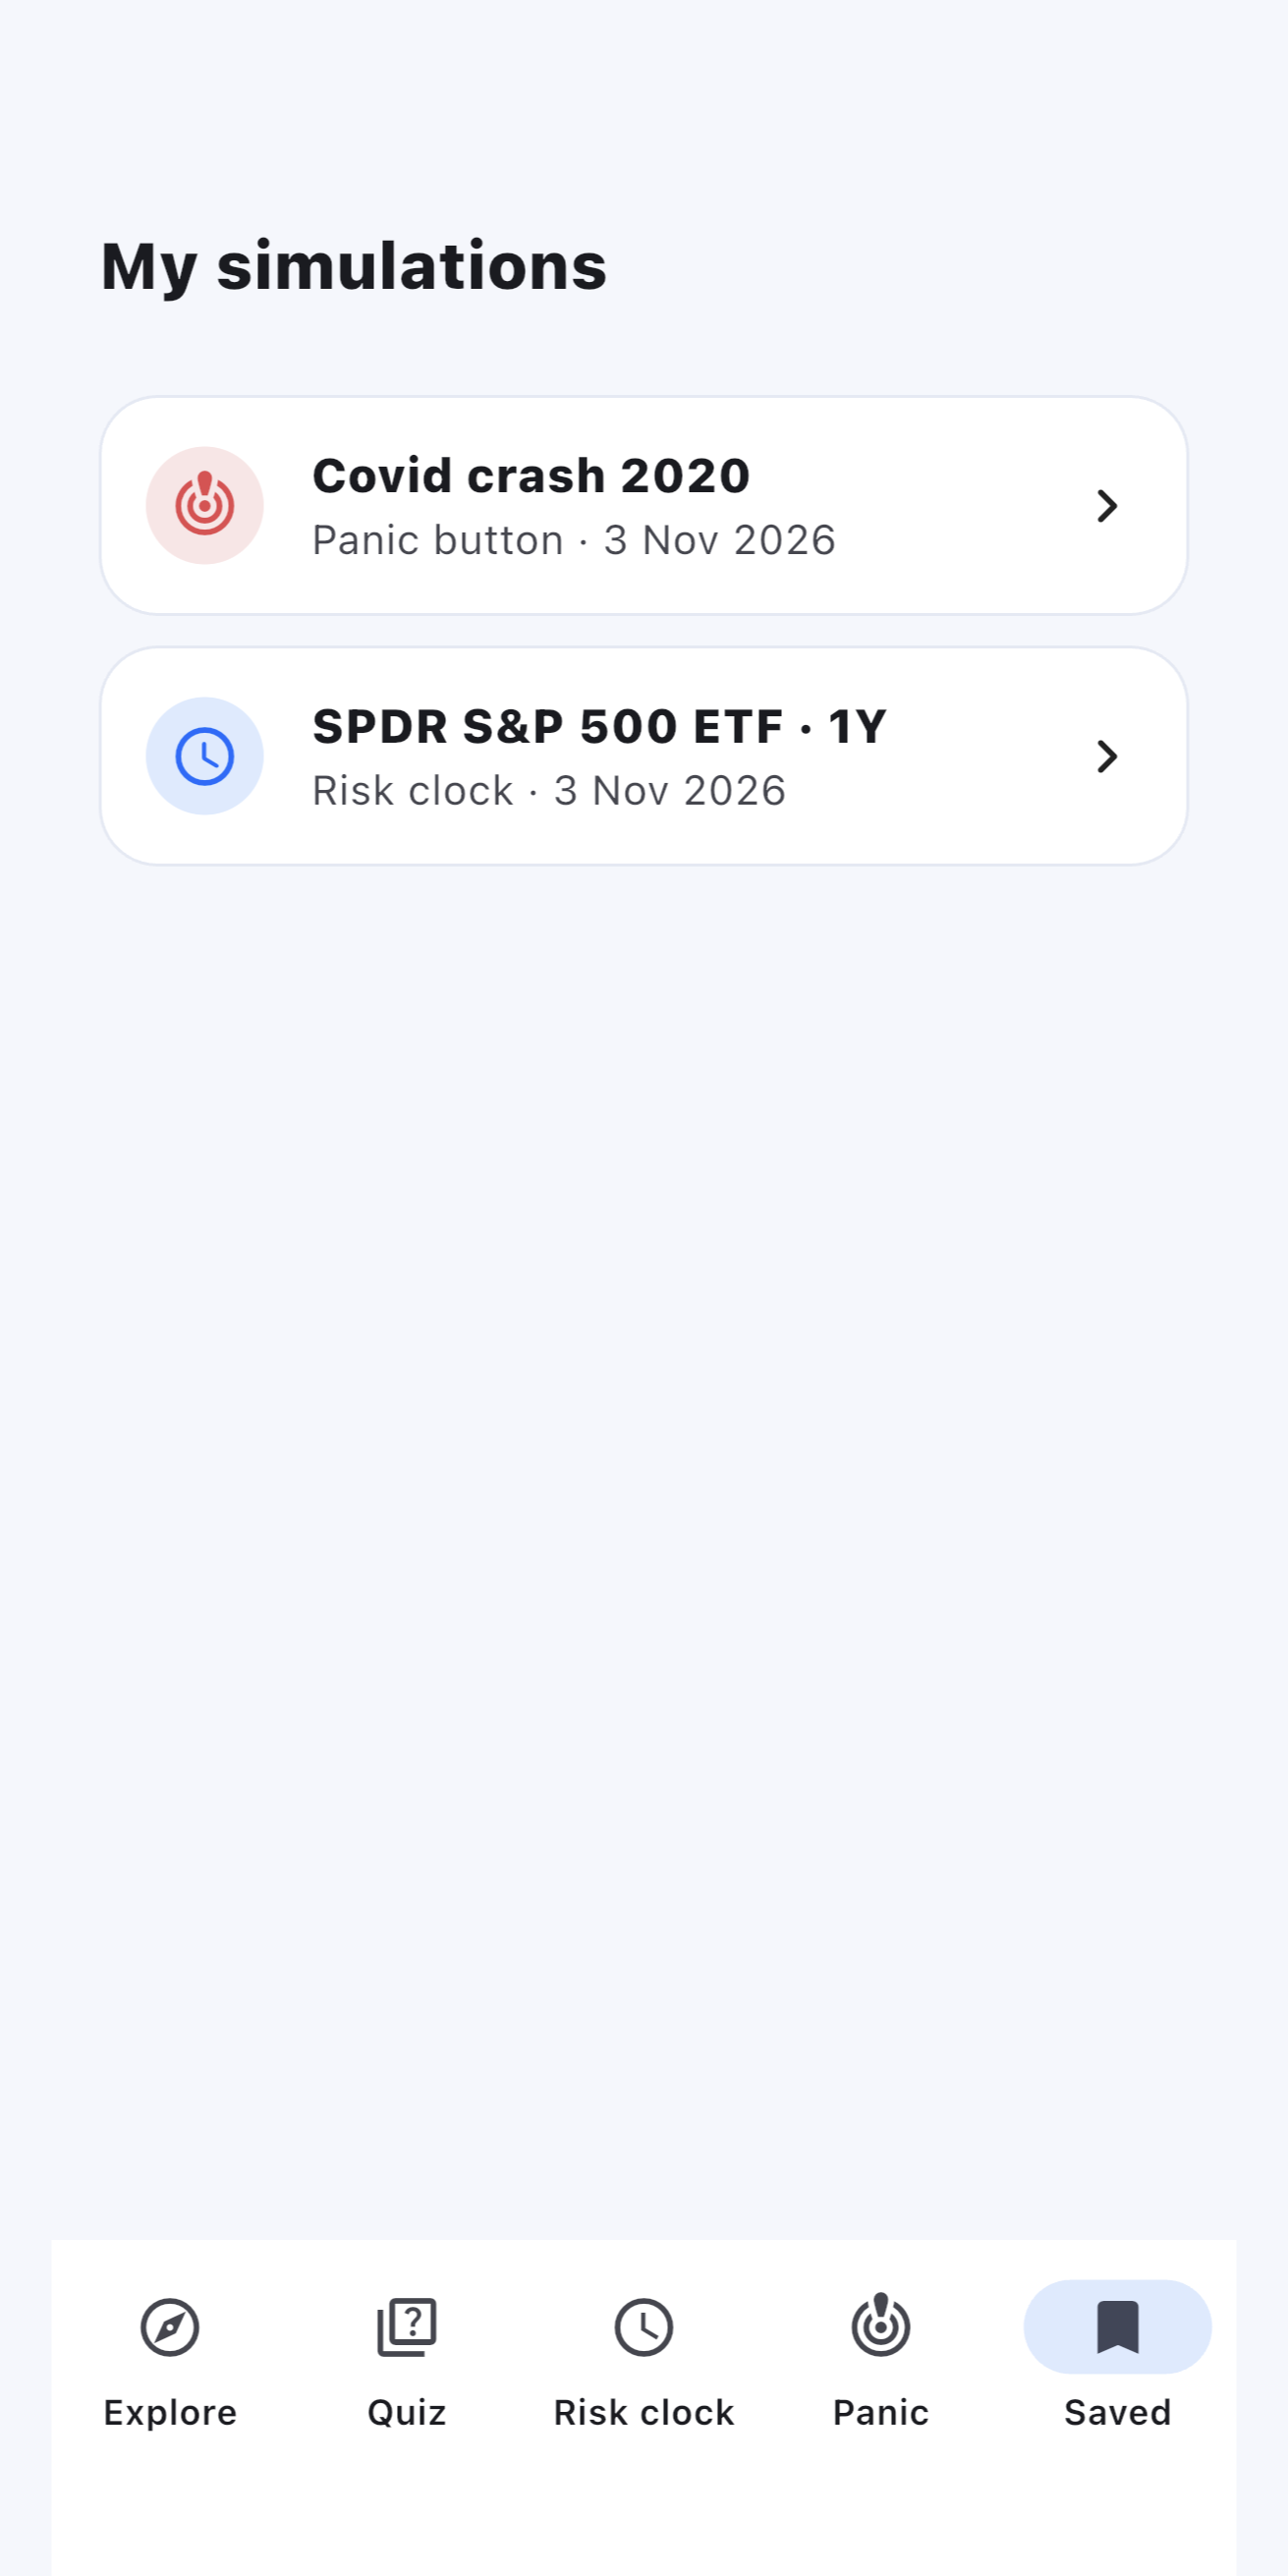 My simulations
Covid crash 2020
Panic button · 3 Nov 2026
SPDR S&P 500 ETF · 1Y
Risk clock · 3 Nov 2026
?
Explore
Quiz
Risk clock
Panic
Saved